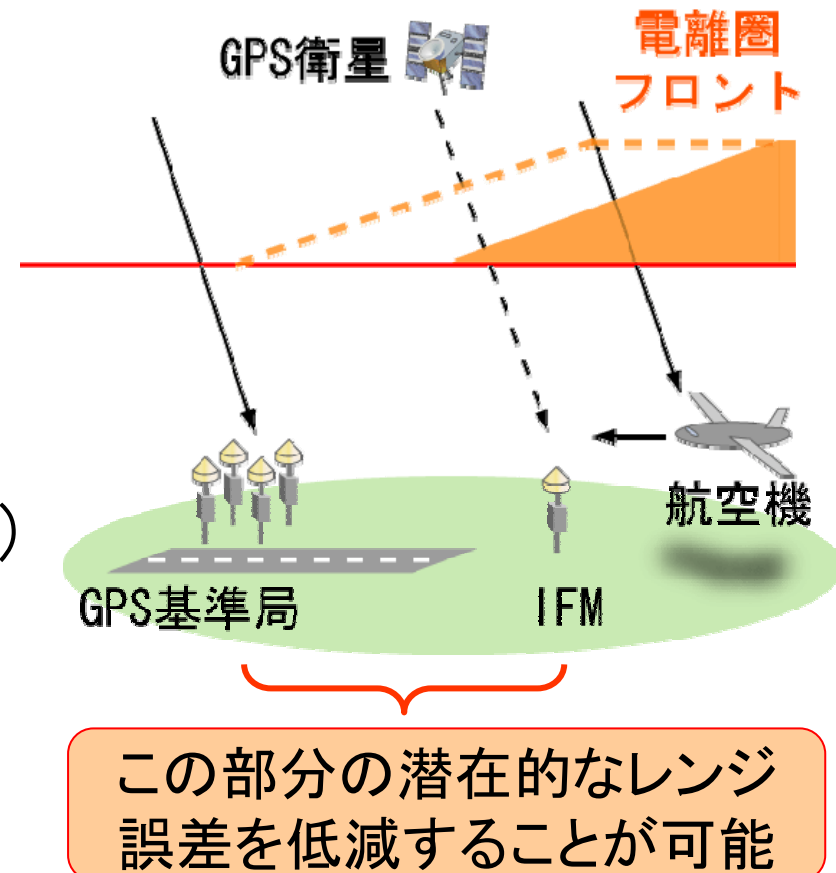 GPS衛星
電離圏
フロント
)
航空機
GPS基準局
IFM
この部分の潜在的なレンジ
誤差を低減することが可能